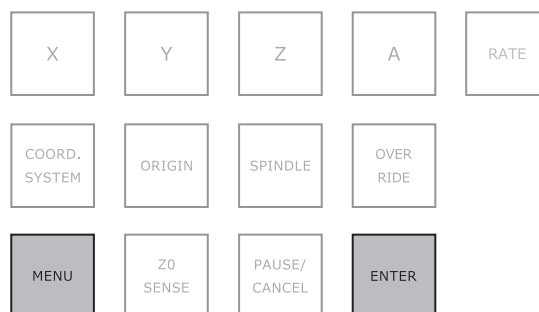 X
Y
Z
A
RATE
COORD.
SYSTEM
ORIGIN
SPINDLE
OVER
RIDE
MENU
Z0
SENSE
PAUSE/
CANCEL
ENTER